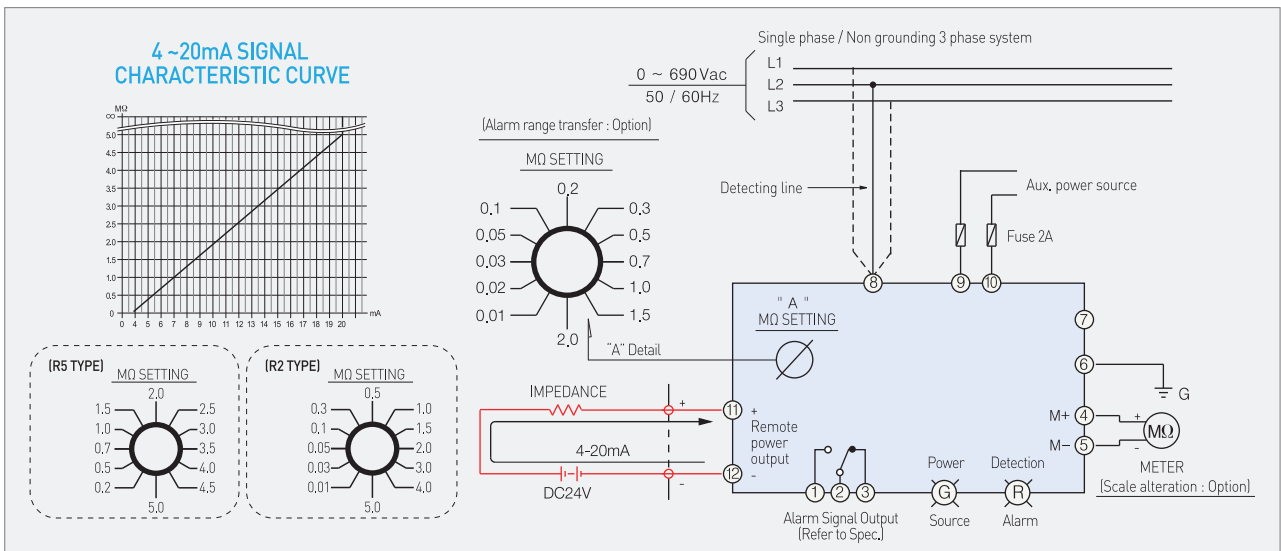 4 ~20mA SIGNAL
CHARACTERISTIC CURVE
MΩ
∞
5.0
4.5
4.0
3.5
3.0
2.5
2.0
1.5
1.0
0.5
0
0 4 5 6 7 8 9 10 11 12 13 14 15 16 17 18 19 20
mA
(R5 TYPE)
MΩ SETTING
2.0
1.5 2.5
1.0 3.0
0.7 3.5
0.5 4.0
0.2 4.5
5.0
(R2 TYPE)
MΩ SETTING
0.5
0.3 1.0
0.1 1.5
0.05 2.0
0.03 3.0
0.01 4.0
5.0
(Alarm range transfer : Option)
MΩ SETTING
0.2
0.1 0.3
0.05 0.5
0.03 0.7
0.02 1.0
0.01 1.5
2.0
"A" Detail
Single phase / Non grounding 3 phase system
0 ~ 690 Vac
50 / 60Hz
L1
L2
L3
Detecting line
Aux. power source
Fuse 2A
8
9
10
" A "
MΩ SETTING
7
6
G
M+ 4 +
MΩ
M- 5 -
METER
(Scale alteration : Option)
IMPEDANCE
+
11 +
Remote
power
output
4-20mA
12 -
-
DC24V
1 2 3
Alarm Signal Output
(Refer to Spec.)
Power
G
Source
Detection
R
Alarm